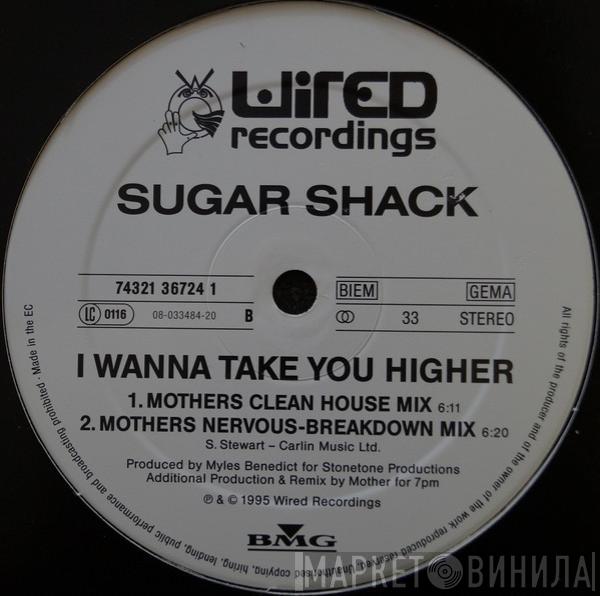 WIRED
recordings
SUGAR SHACK
74321 36724 1
BIEM GEMA
LC 0116 08-033484-20 B
33 STEREO
I WANNA TAKE YOU HIGHER
1. MOTHERS CLEAN HOUSE MIX 6:11
2. MOTHERS NERVOUS-BREAKDOWN MIX 6:20
S. Stewart – Carlin Music Ltd.
Produced by Myles Benedict for Stonetone Productions
Additional Production & Remix by Mother for 7pm
℗ & © 1995 Wired Recordings
BMG
All rights of the producer and of the owner of the work reproduced reserved. Unauthorised copying, hiring, lending, public performance and broadcasting prohibited · Made in the EC
МАРКЕТ ВИНИЛА